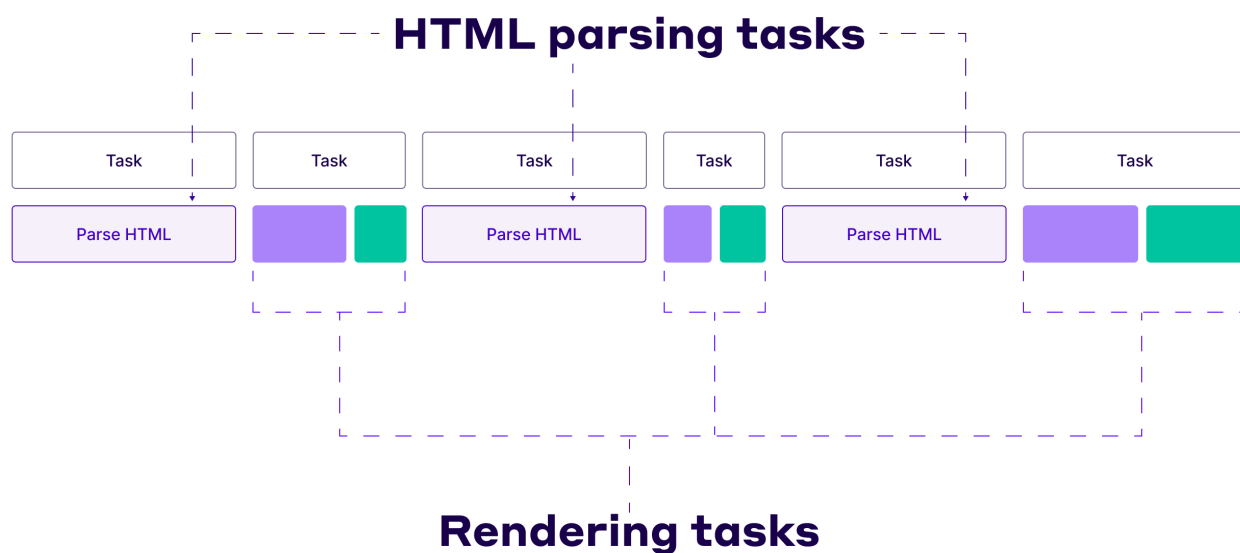 HTML parsing tasks
Task Task Task Task Task Task
Parse HTML Parse HTML Parse HTML
Rendering tasks